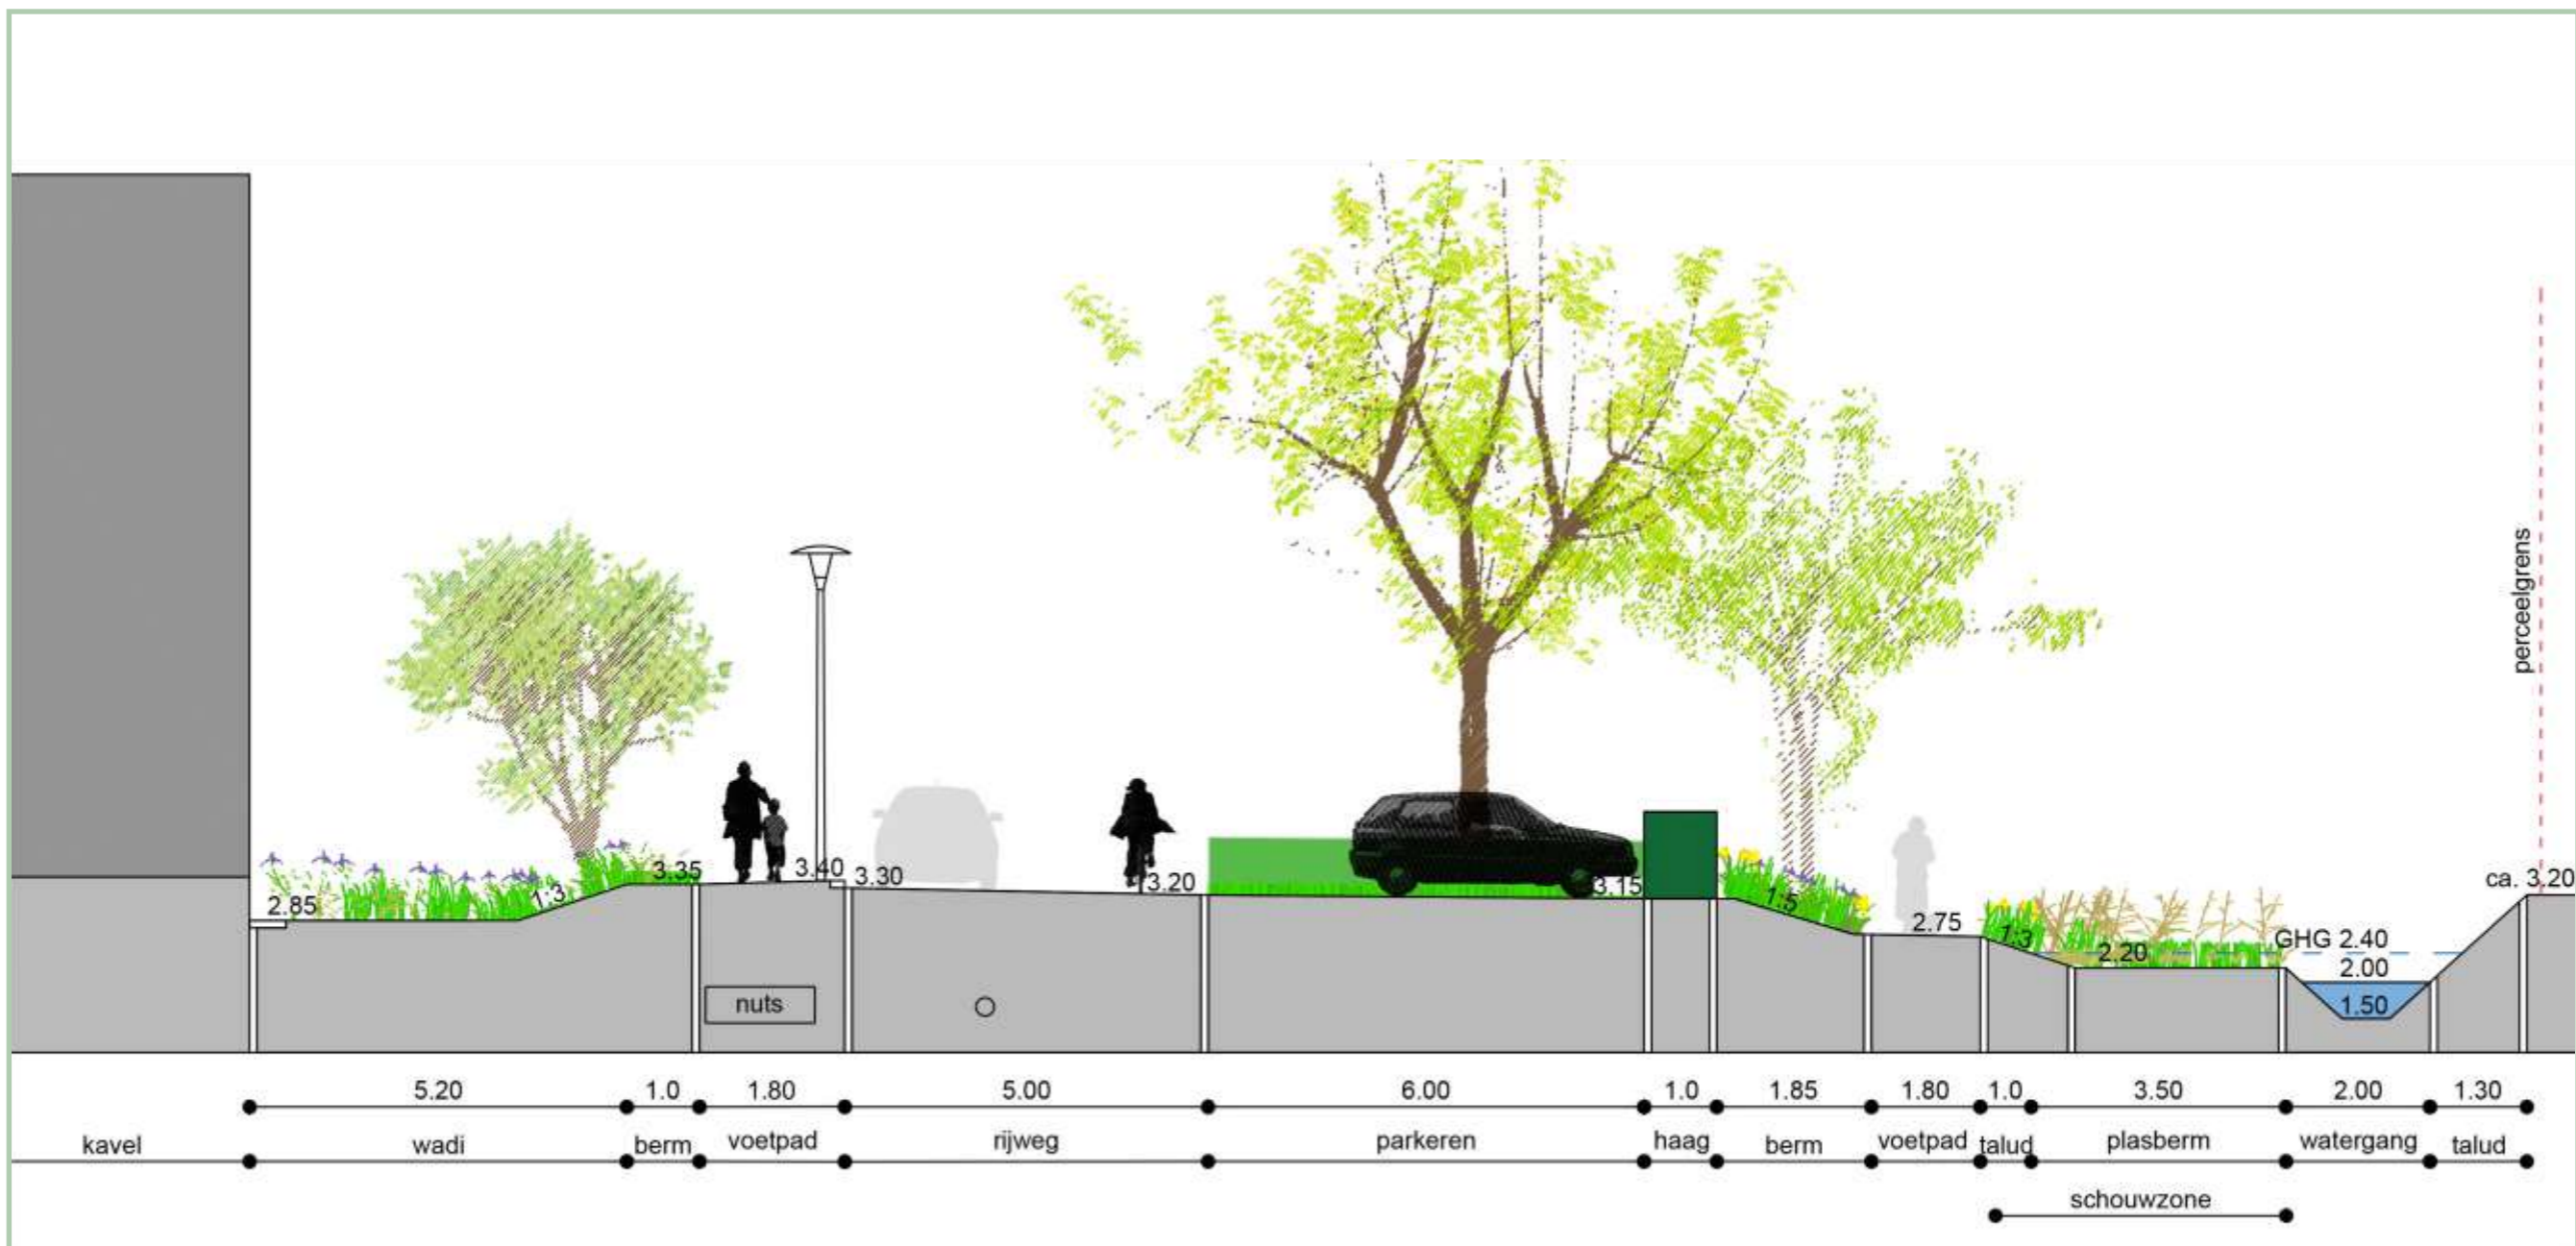 perceelgrens
2.85
1:3
3.35
3.40
3.30
3.20
3.15
1:5
2.75
1:3
2.20
GHG 2.40
2.00
1.50
ca. 3.20
nuts
5.20 1.0 1.80 5.00 6.00 1.0 1.85 1.80 1.0 3.50 2.00 1.30
kavel wadi berm voetpad rijweg parkeren haag berm voetpad talud plasberm watergang talud
schouwzone